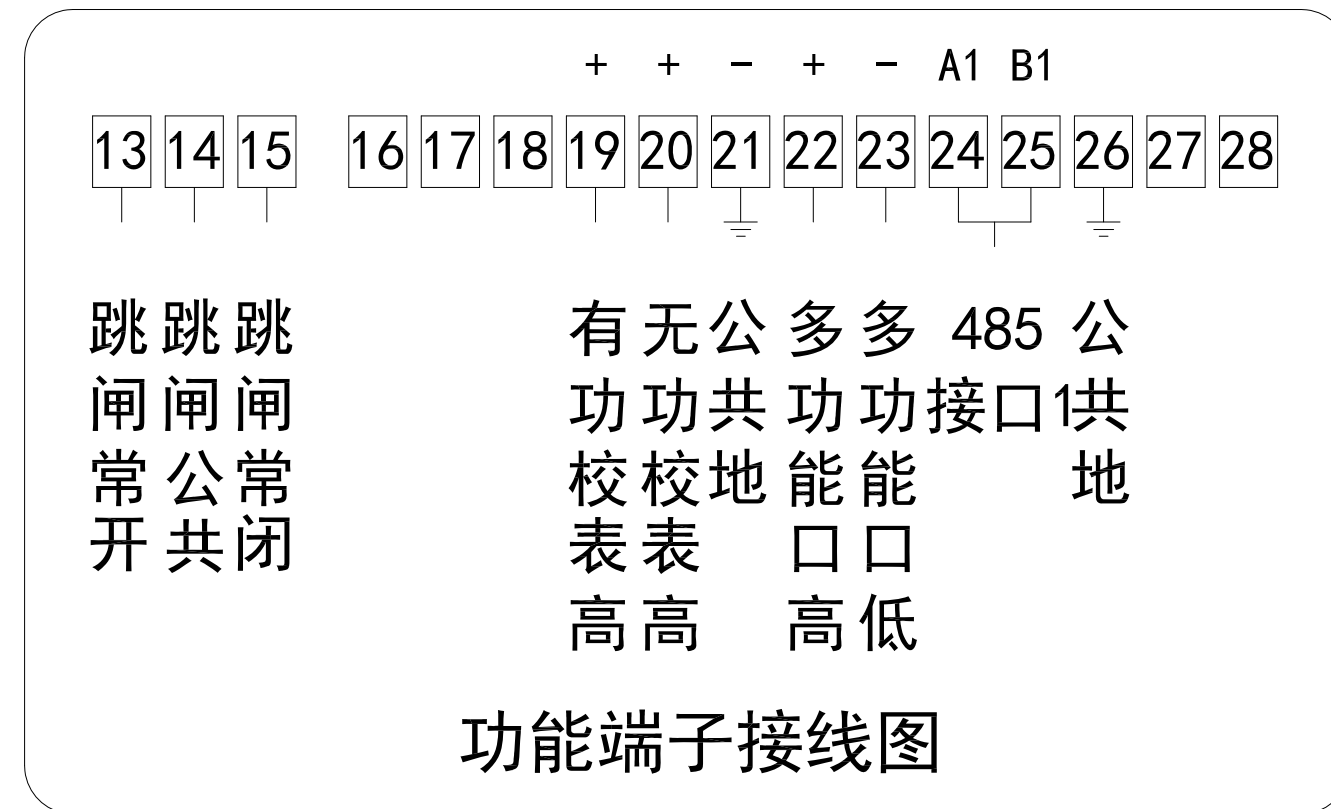 + + − + − A1 B1
13 14 15 16 17 18 19 20 21 22 23 24 25 26 27 28
跳闸常开
跳闸公共
跳闸常闭
有功校表高
无功校表高
公共地
多功能口高
多功能口低
485
接口1
公共地
功能端子接线图